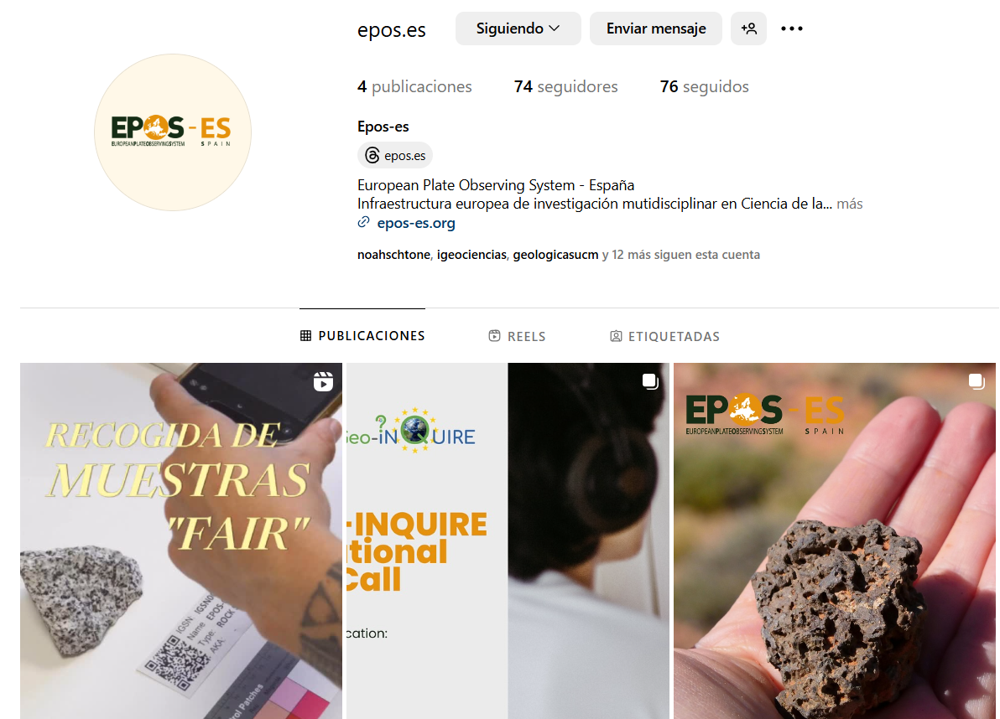 epos.es
Siguiendo
Enviar mensaje
4 publicaciones
74 seguidores
76 seguidos
EPOS-ES
EUROPEANPLATEOBSERVINGSYSTEM SPAIN
Epos-es
epos.es
European Plate Observing System - España
Infraestructura europea de investigación mutidisciplinar en Ciencia de la... más
epos-es.org
noahschtone, igeociencias, geologicasucm y 12 más siguen esta cuenta
PUBLICACIONES
REELS
ETIQUETADAS
RECOGIDA DE
MUESTRAS
"FAIR"
IGSN: IGSN0
Name: EPOS-
Type: ROCK
AKA:
rol Patches
Geo-iNQUIRE
-INQUIRE
tional
Call
cation:
EPOS-ES
EUROPEANPLATEOBSERVINGSYSTEM SPAIN